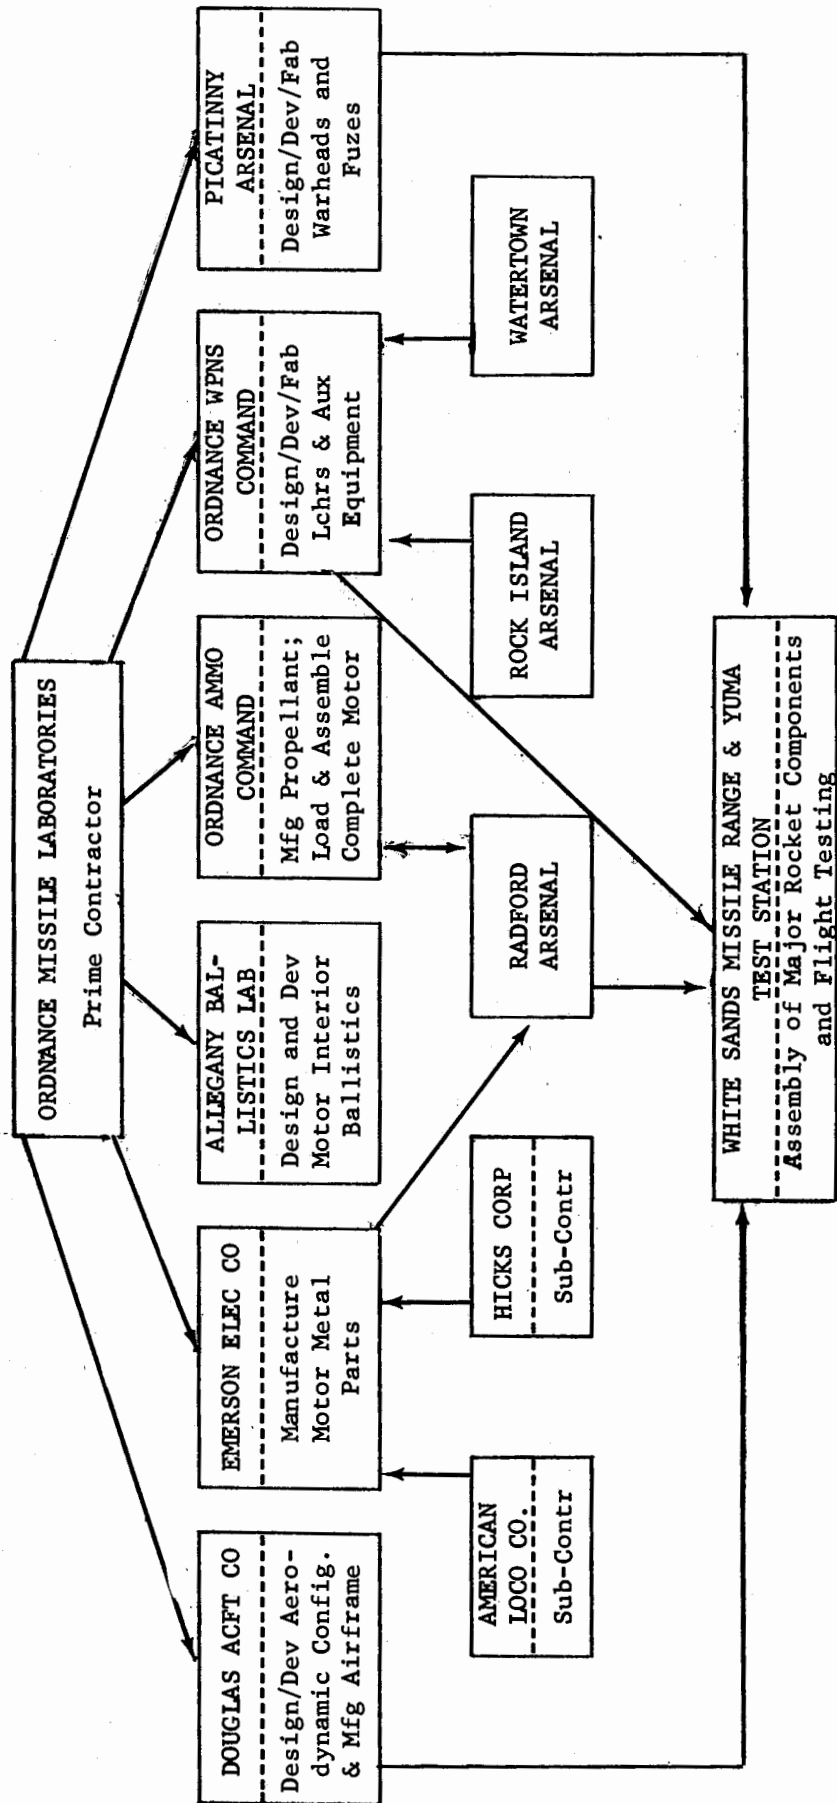 ORDNANCE MISSILE LABORATORIES
Prime Contractor
DOUGLAS ACFT CO
Design/Dev Aero-
dynamic Config.
& Mfg Airframe
EMERSON ELEC CO
Manufacture
Motor Metal
Parts
ALLEGANY BAL-
LISTICS LAB
Design and Dev
Motor Interior
Ballistics
ORDNANCE AMMO
COMMAND
Mfg Propellant;
Load & Assemble
Complete Motor
ORDNANCE WPNS
COMMAND
Design/Dev/Fab
Lchrs & Aux
Equipment
PICATINNY
ARSENAL
Design/Dev/Fab
Warheads and
Fuzes
AMERICAN
LOCO CO.
Sub-Contr
HICKS CORP
Sub-Contr
RADFORD
ARSENAL
ROCK ISLAND
ARSENAL
WATERTOWN
ARSENAL
WHITE SANDS MISSILE RANGE & YUMA
TEST STATION
Assembly of Major Rocket Components
and Flight Testing